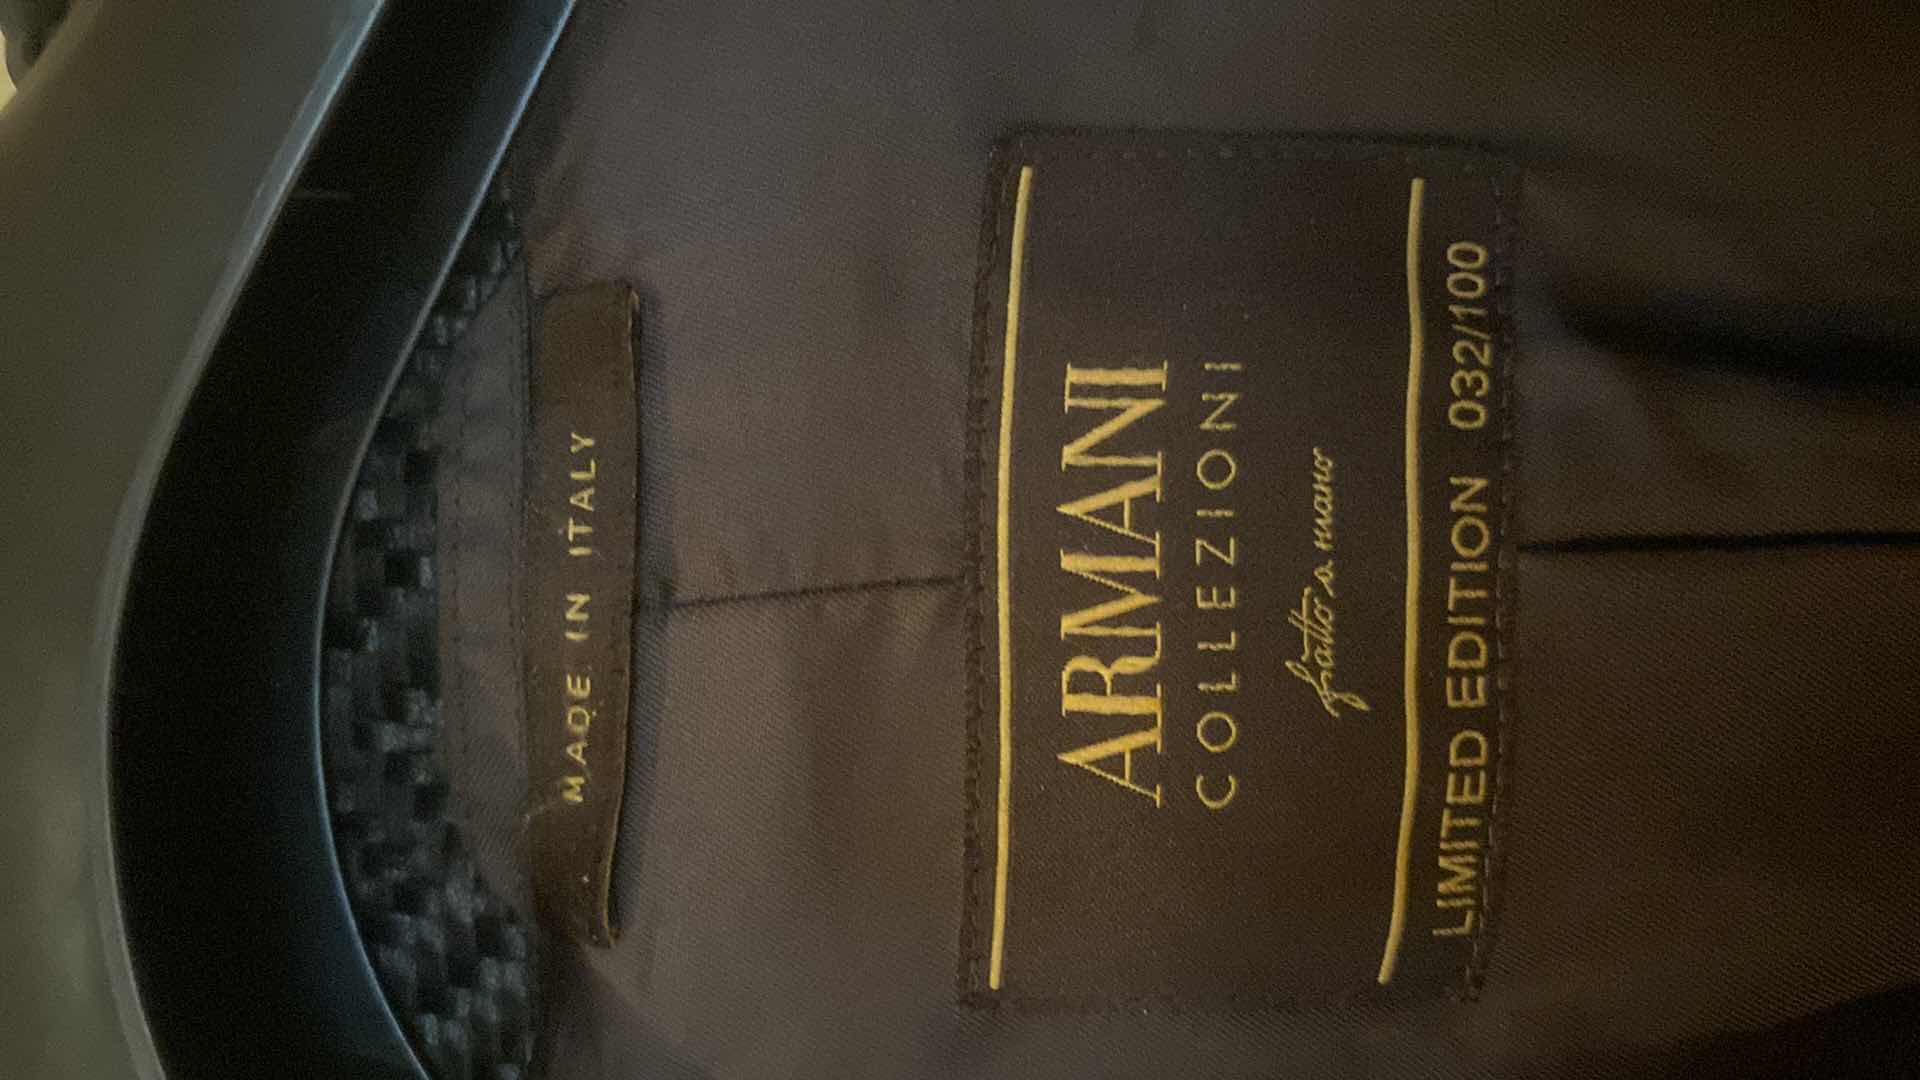 MADE IN ITALY
ARMANI
COLLEZIONI
fatto a mano
LIMITED EDITION 032/100